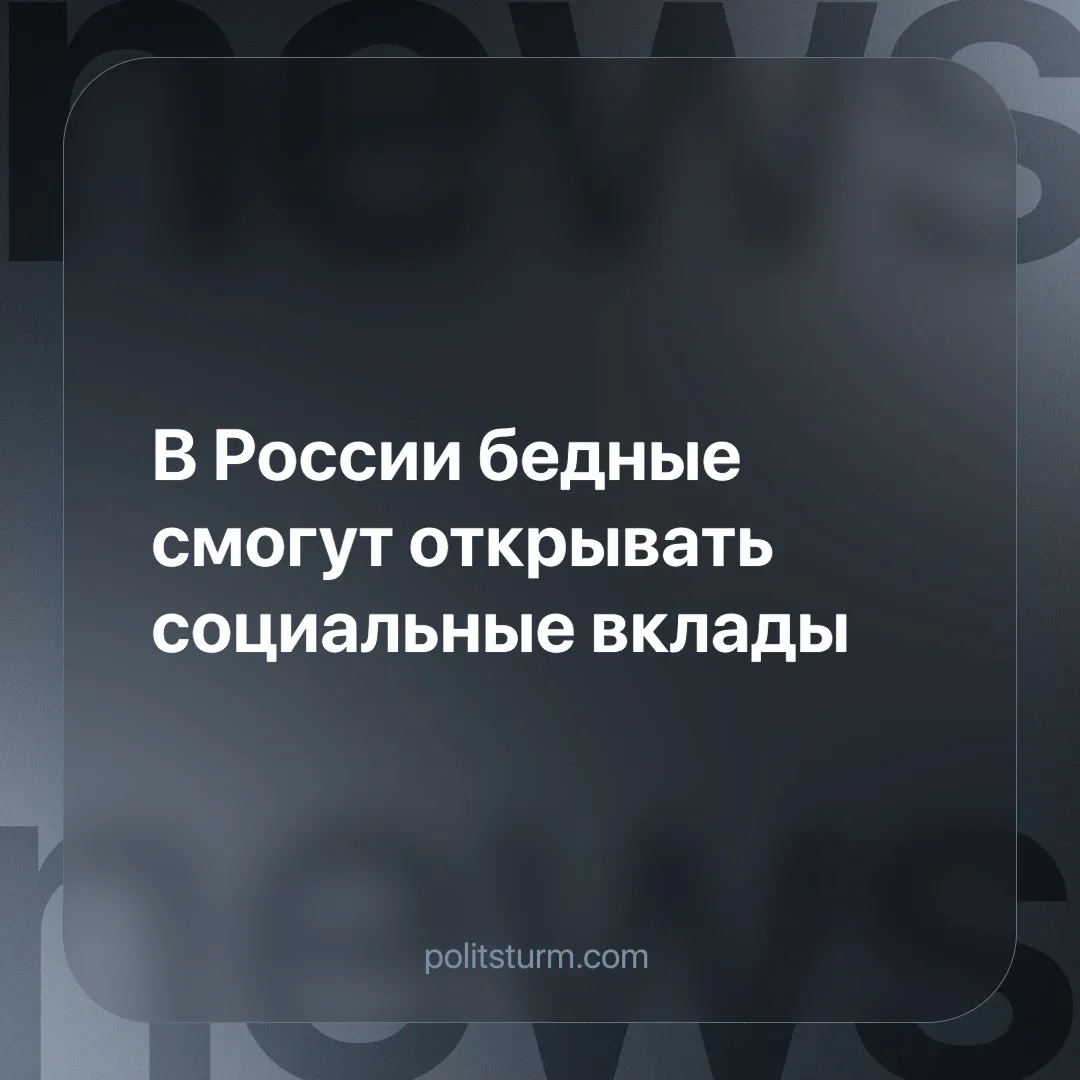 news
В России бедные
смогут открывать
социальные вклады
news
politsturm.com